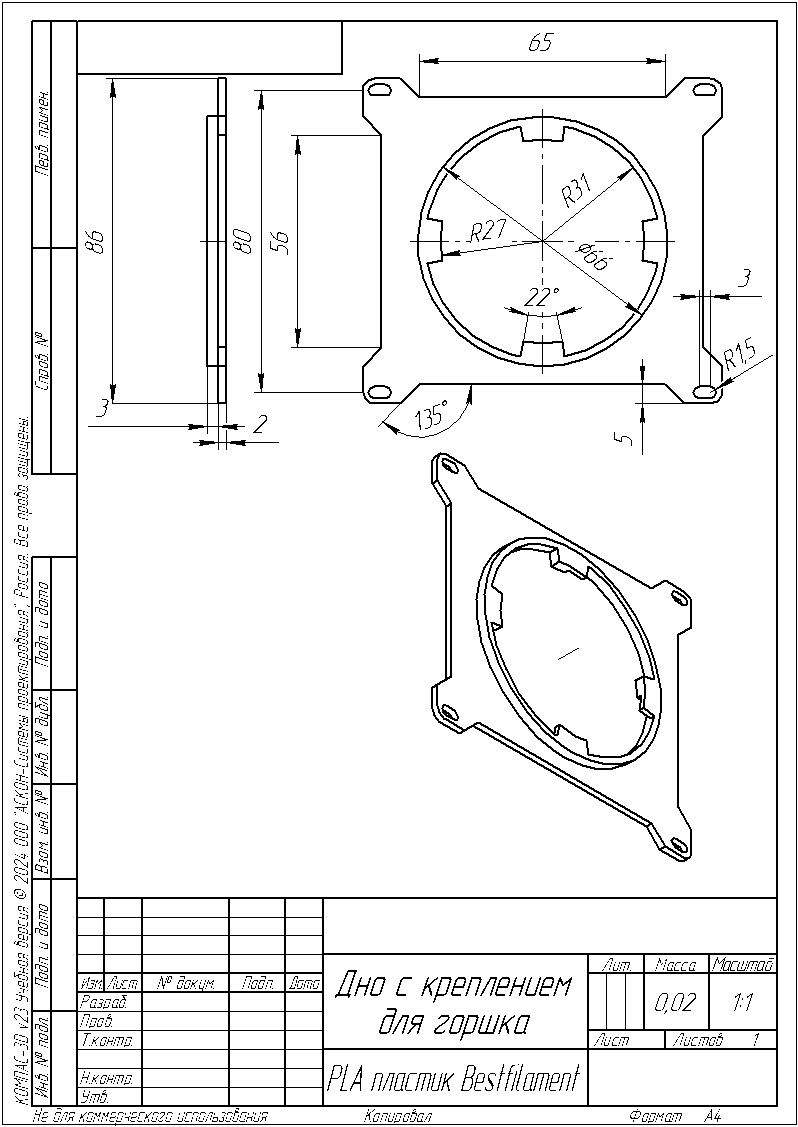 65
86
80
56
R31
R27
Ø66
22°
3
R1,5
3
2
135°
5
Перв. примен.
Справ. №
Подп. и дата
Инв. № дубл.
Взам. инв. №
Подп. и дата
Инв. № подл.
КОМПАС-3D v23 Учебная версия © 2024 ООО "АСКОН-Системы проектирования", Россия. Все права защищены.
Изм. Лист № докум. Подп. Дата
Разраб.
Пров.
Т.контр.
Н.контр.
Утв.
Дно с креплением
для горшка
PLA пластик Bestfilament
Лит. Масса Масштаб
0,02 1:1
Лист Листов 1
Не для коммерческого использования Копировал Формат А4